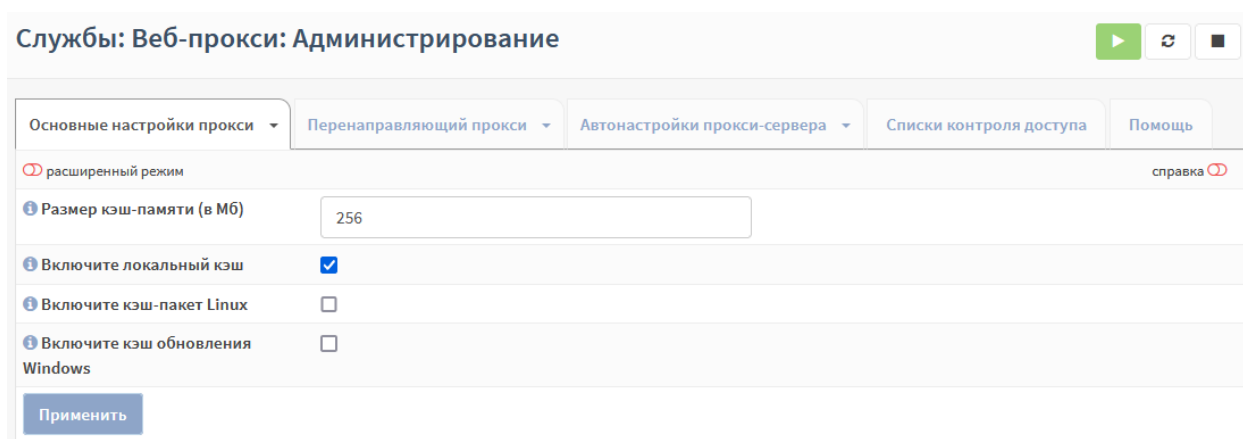 Службы: Веб-прокси: Администрирование
Основные настройки прокси
Перенаправляющий прокси
Автонастройки прокси-сервера
Списки контроля доступа
Помощь
расширенный режим
справка
Размер кэш-памяти (в Мб)
256
Включите локальный кэш
Включите кэш-пакет Linux
Включите кэш обновления
Windows
Применить